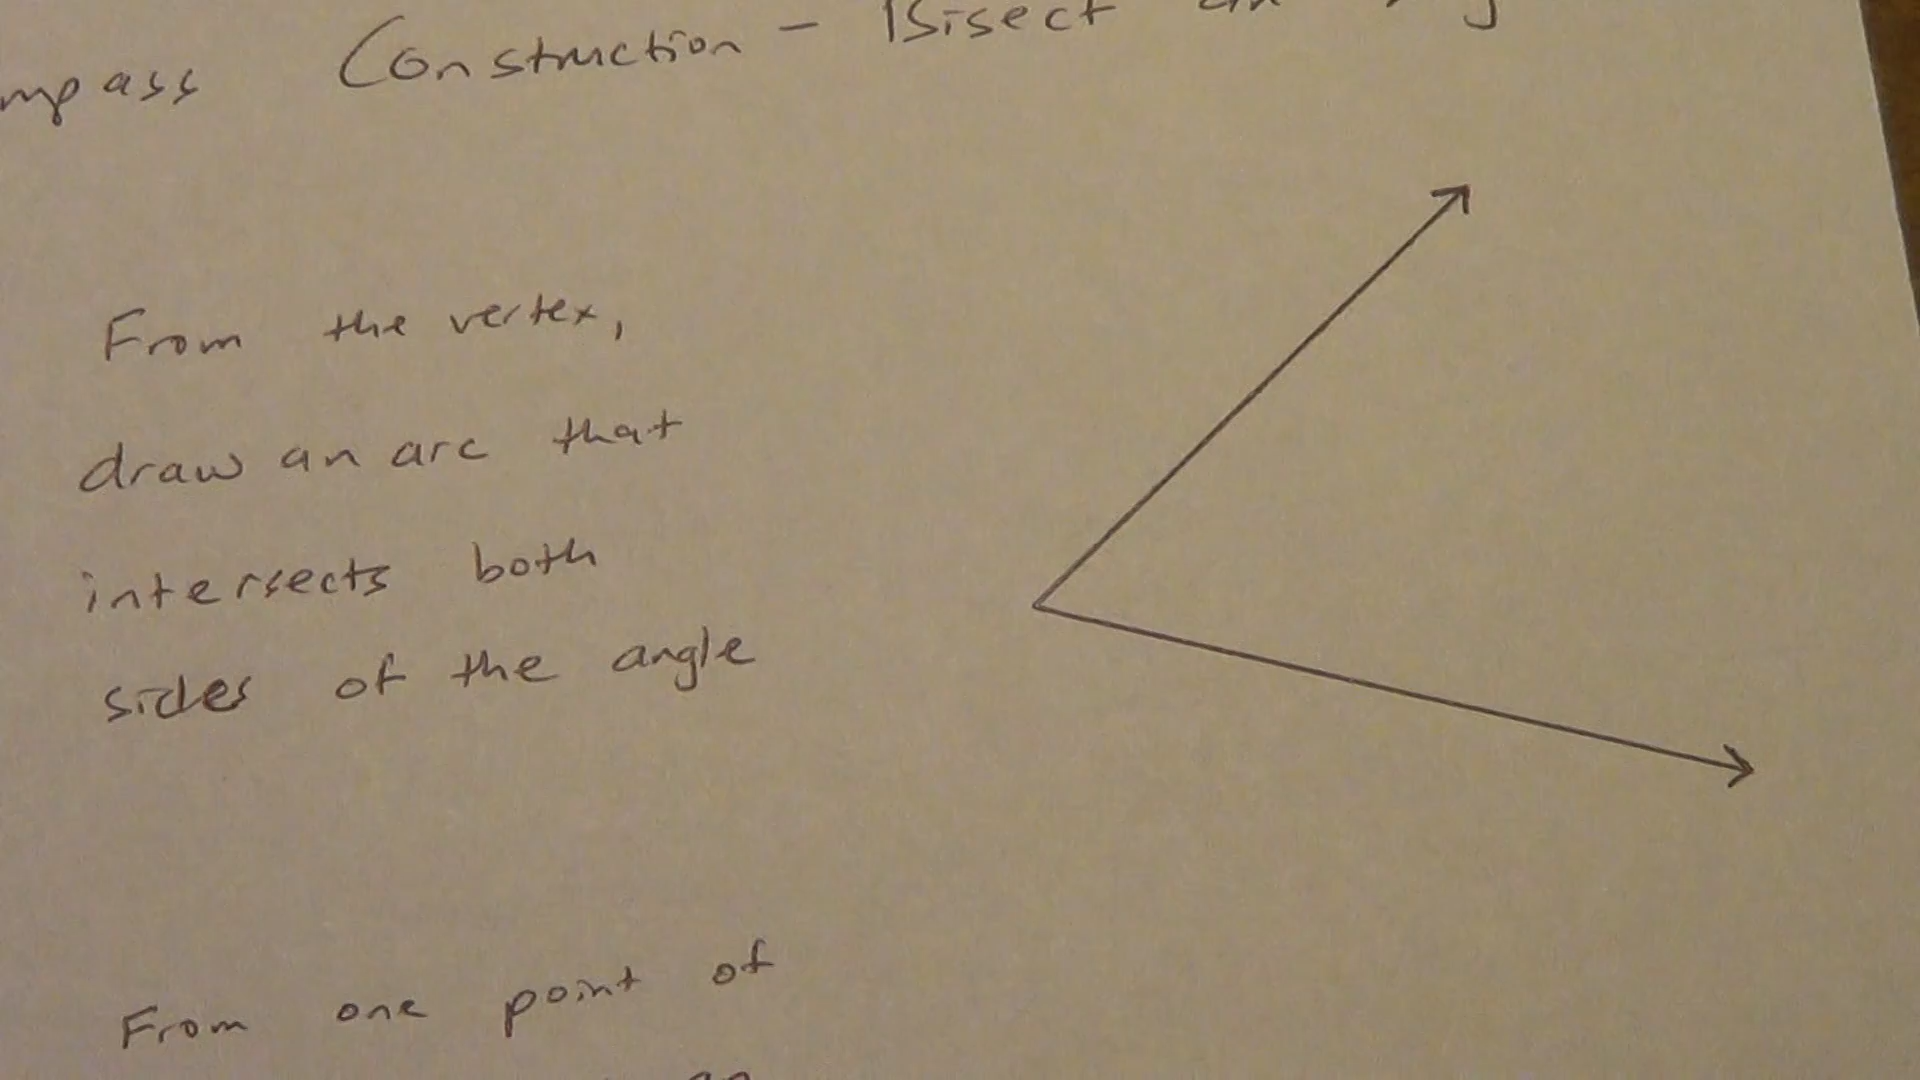 Construction - Bisect
From the vertex,
draw an arc that
intersects both
sides of the angle
From one point of